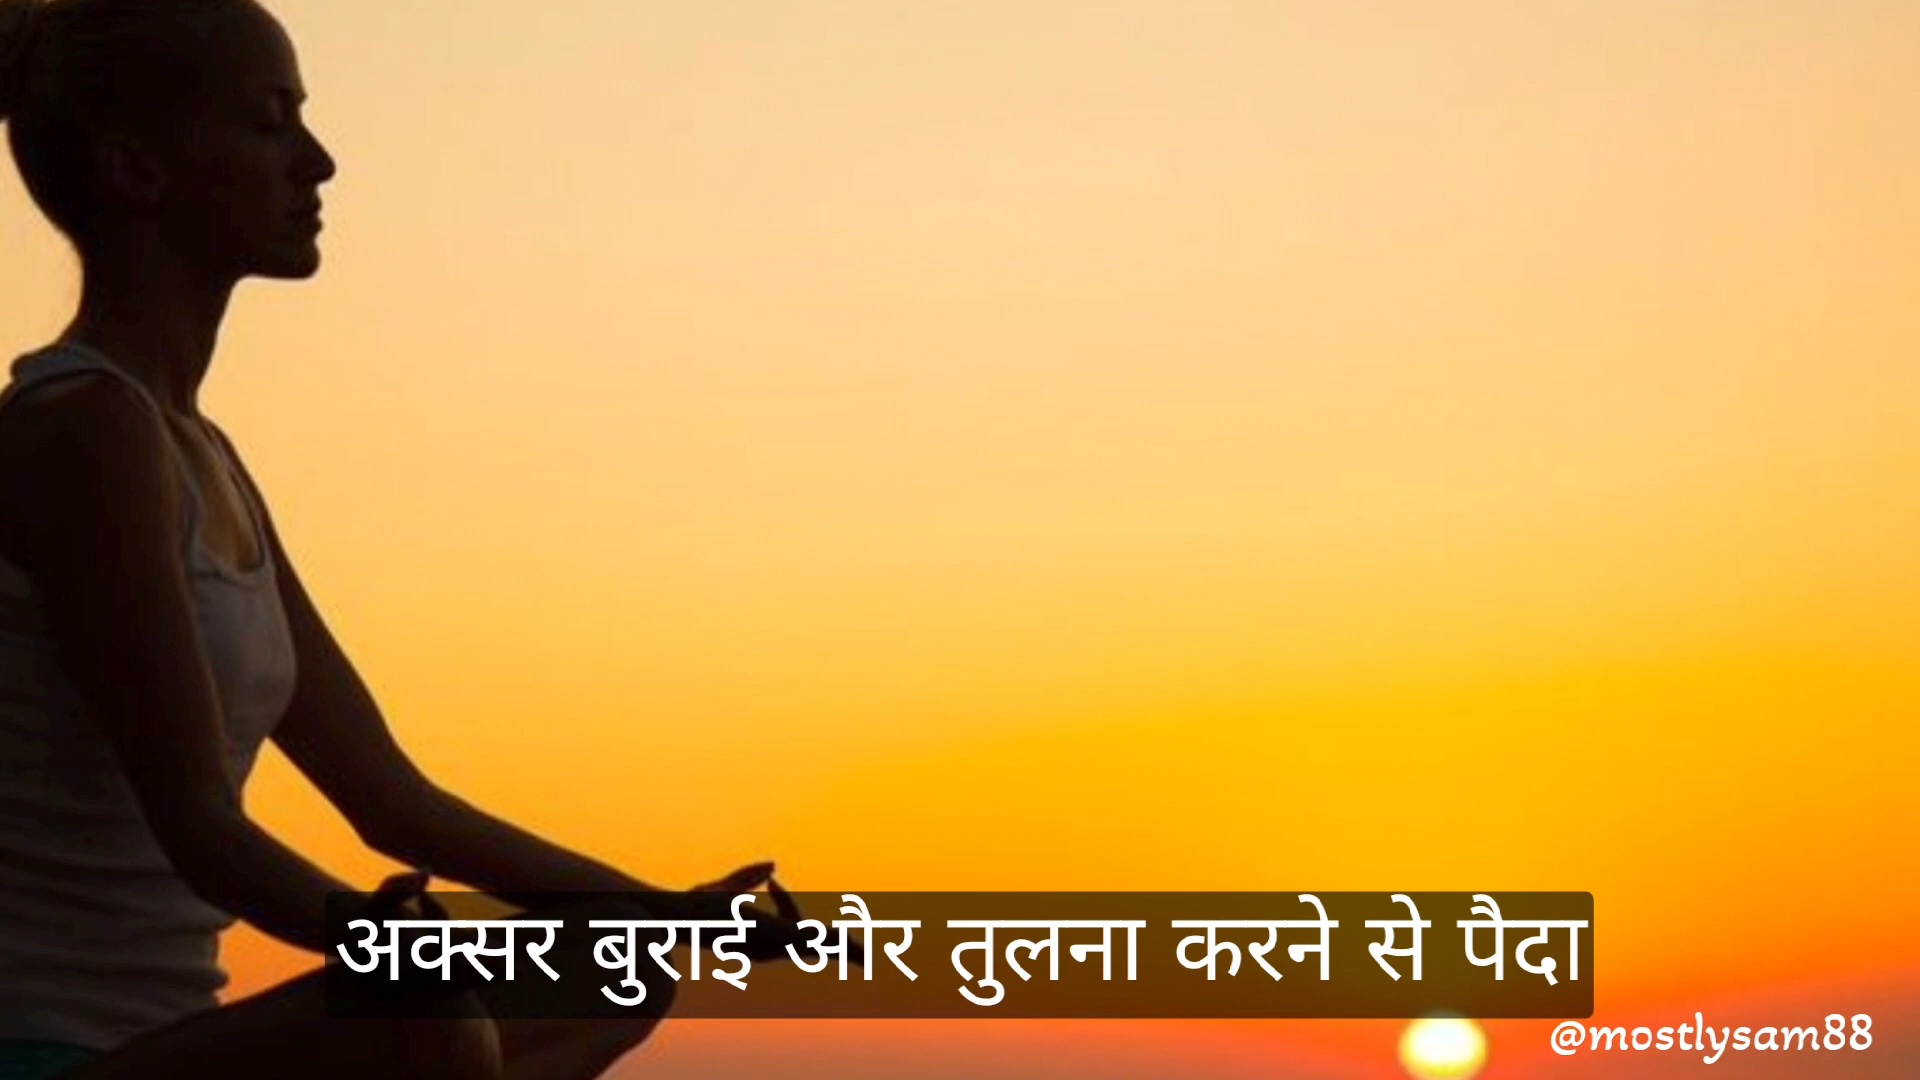 अक्सर बुराई और तुलना करने से पैदा
@mostlysam88